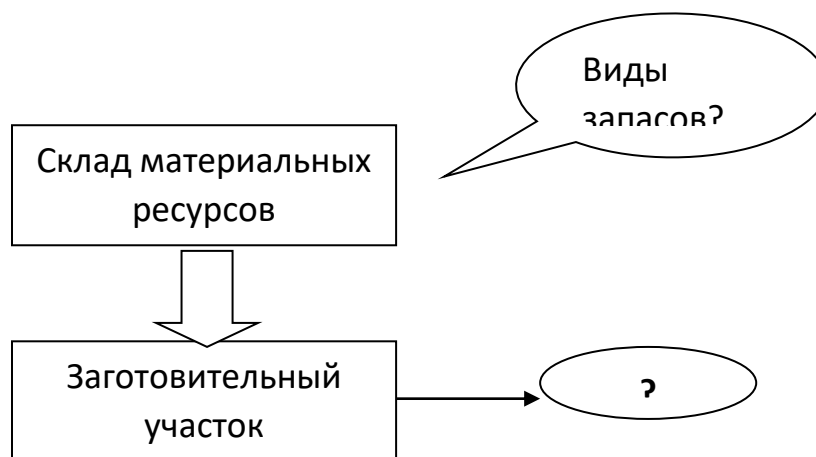 Виды
запасов?
Склад материальных
ресурсов
Заготовительный
участок
?